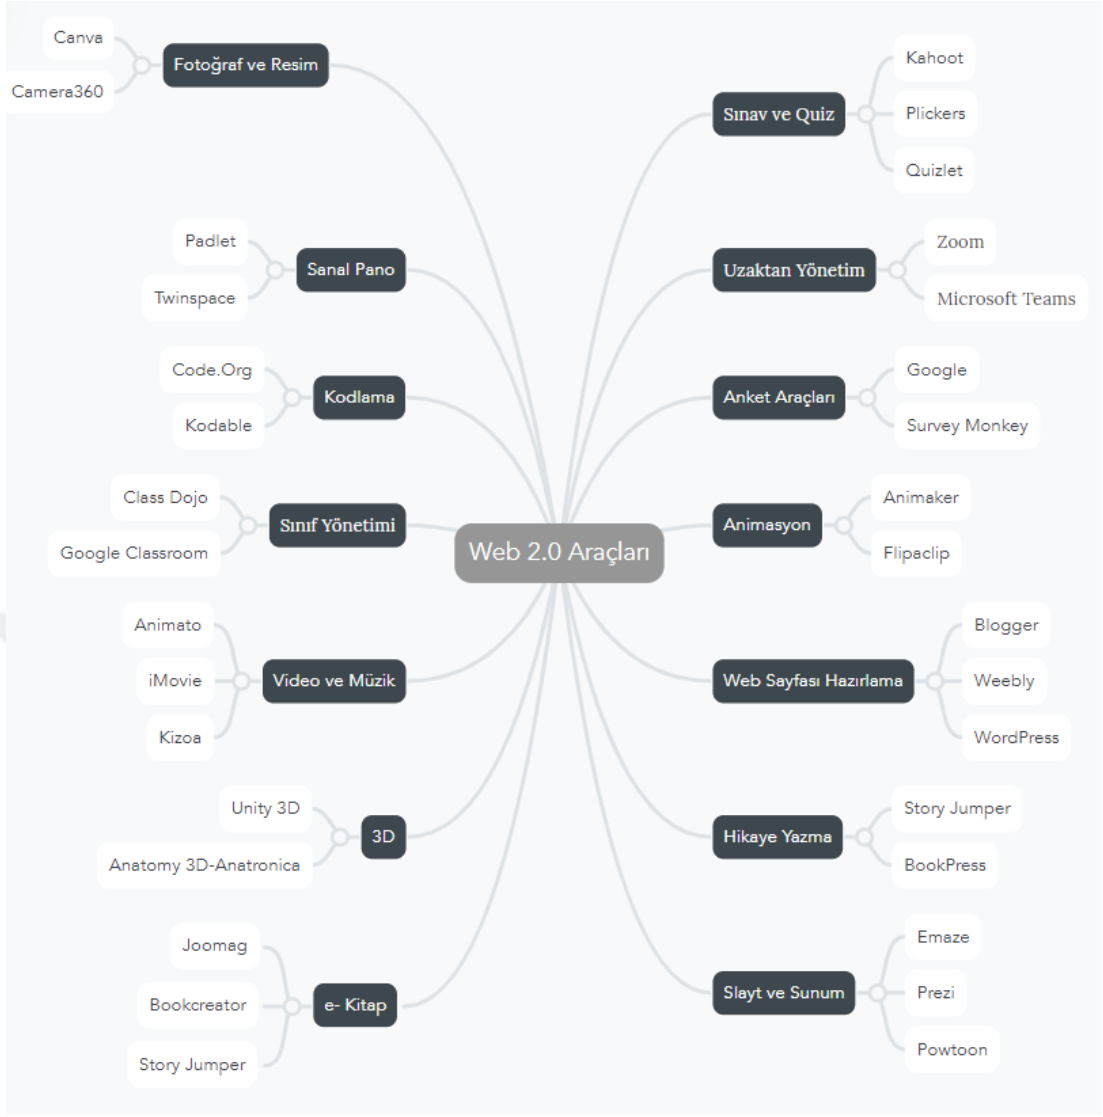 Web 2.0 Araçları
Fotoğraf ve Resim
Canva
Camera360
Sanal Pano
Padlet
Twinspace
Kodlama
Code.Org
Kodable
Sınıf Yönetimi
Class Dojo
Google Classroom
Video ve Müzik
Animato
iMovie
Kizoa
3D
Unity 3D
Anatomy 3D-Anatronica
e- Kitap
Joomag
Bookcreator
Story Jumper
Sınav ve Quiz
Kahoot
Plickers
Quizlet
Uzaktan Yönetim
Zoom
Microsoft Teams
Anket Araçları
Google
Survey Monkey
Animasyon
Animaker
Flipaclip
Web Sayfası Hazırlama
Blogger
Weebly
WordPress
Hikaye Yazma
Story Jumper
BookPress
Slayt ve Sunum
Emaze
Prezi
Powtoon